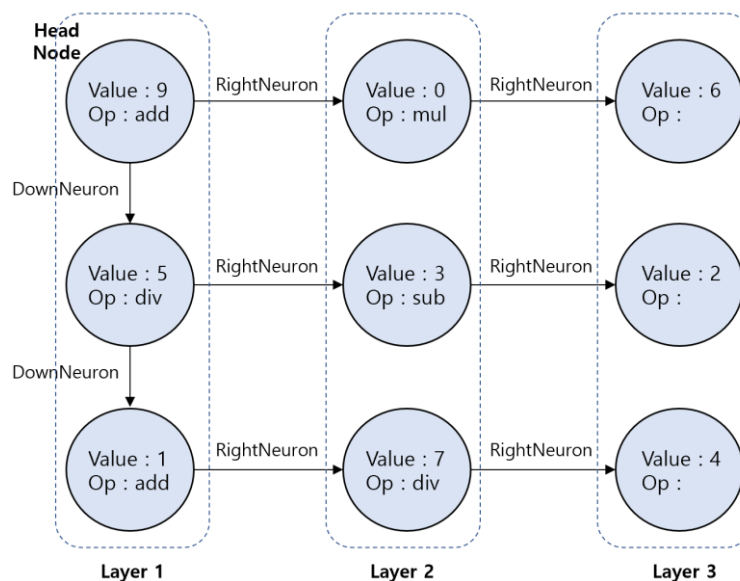 Head
Node
Value : 9
Op : add
RightNeuron
Value : 0
Op : mul
RightNeuron
Value : 6
Op :
DownNeuron
Value : 5
Op : div
RightNeuron
Value : 3
Op : sub
RightNeuron
Value : 2
Op :
DownNeuron
Value : 1
Op : add
RightNeuron
Value : 7
Op : div
RightNeuron
Value : 4
Op :
Layer 1
Layer 2
Layer 3